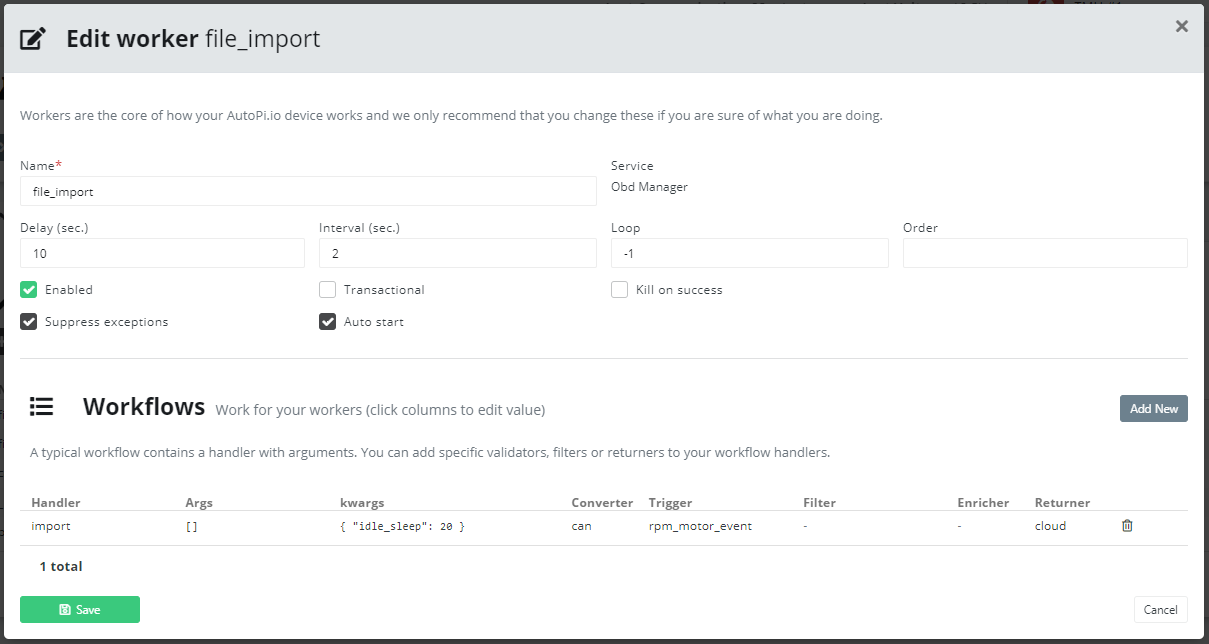 Edit worker file_import
Workers are the core of how your AutoPi.io device works and we only recommend that you change these if you are sure of what you are doing.
Name* Service
file_import Obd Manager
Delay (sec.) Interval (sec.) Loop Order
10 2 -1
Enabled Transactional Kill on success
Suppress exceptions Auto start
Workflows Work for your workers (click columns to edit value) Add New
A typical workflow contains a handler with arguments. You can add specific validators, filters or returners to your workflow handlers.
Handler Args kwargs Converter Trigger Filter Enricher Returner
import [] { "idle_sleep": 20 } can rpm_motor_event - - cloud
1 total
Save Cancel